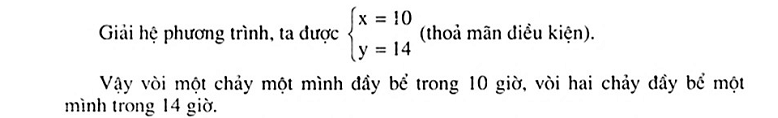 Giải hệ phương trình, ta được {x = 10
y = 14 (thoả mãn điều kiện).
Vậy vòi một chảy một mình đầy bể trong 10 giờ, vòi hai chảy đầy bể một
mình trong 14 giờ.